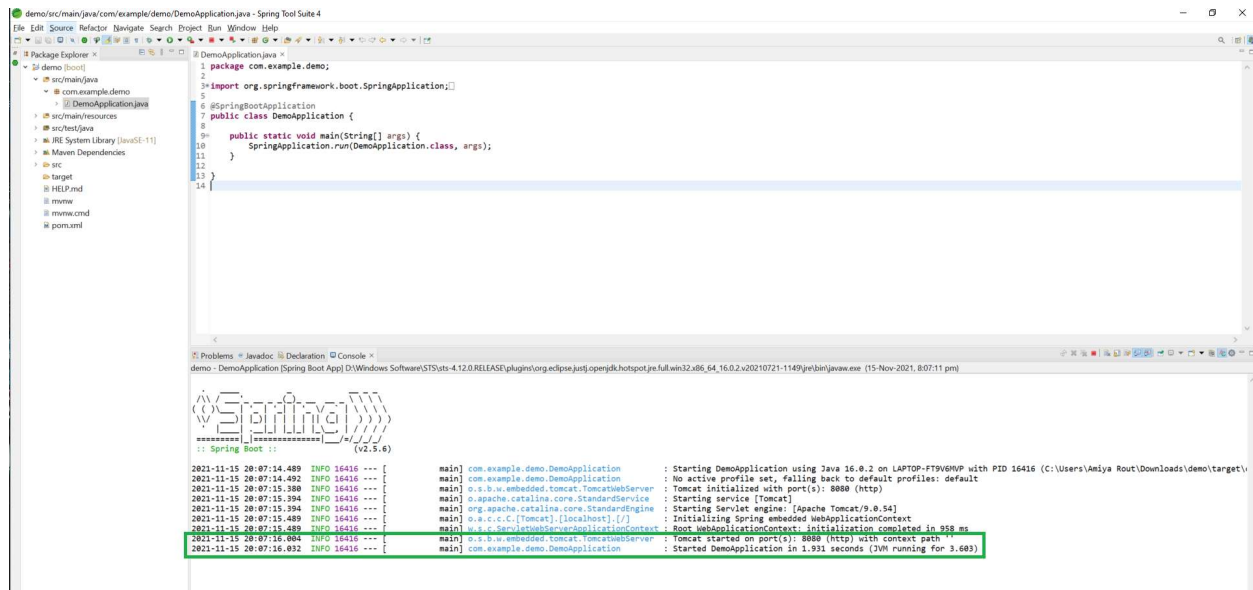 demo/src/main/java/com/example/demo/DemoApplication.java - Spring Tool Suite 4
File Edit Source Refactor Navigate Search Project Run Window Help
Package Explorer ×
demo [boot]
src/main/java
com.example.demo
DemoApplication.java
src/main/resources
src/test/java
JRE System Library [JavaSE-11]
Maven Dependencies
src
target
HELP.md
mvnw
mvnw.cmd
pom.xml
DemoApplication.java ×
1 package com.example.demo;
2
3 import org.springframework.boot.SpringApplication;
5
6 @SpringBootApplication
7 public class DemoApplication {
8
9 public static void main(String[] args) {
10 SpringApplication.run(DemoApplication.class, args);
11 }
12
13 }
14
Problems Javadoc Declaration Console ×
demo - DemoApplication [Spring Boot App] D:\Windows Software\STS\sts-4.12.0.RELEASE\plugins\org.eclipse.justj.openjdk.hotspot.jre.full.win32.x86_64_16.0.2.v20210721-1149\jre\bin\javaw.exe (15-Nov-2021, 8:07:11 pm)
:: Spring Boot :: (v2.5.6)
2021-11-15 20:07:14.489 INFO 16416 --- [ main] com.example.demo.DemoApplication : Starting DemoApplication using Java 16.0.2 on LAPTOP-FT9V6MVP with PID 16416 (C:\Users\Amiya Rout\Downloads\demo\target\
2021-11-15 20:07:14.492 INFO 16416 --- [ main] com.example.demo.DemoApplication : No active profile set, falling back to default profiles: default
2021-11-15 20:07:15.380 INFO 16416 --- [ main] o.s.b.w.embedded.tomcat.TomcatWebServer : Tomcat initialized with port(s): 8080 (http)
2021-11-15 20:07:15.394 INFO 16416 --- [ main] o.apache.catalina.core.StandardService : Starting service [Tomcat]
2021-11-15 20:07:15.394 INFO 16416 --- [ main] org.apache.catalina.core.StandardEngine : Starting Servlet engine: [Apache Tomcat/9.0.54]
2021-11-15 20:07:15.489 INFO 16416 --- [ main] o.a.c.c.C.[Tomcat].[localhost].[/] : Initializing Spring embedded WebApplicationContext
2021-11-15 20:07:15.489 INFO 16416 --- [ main] w.s.c.ServletWebServerApplicationContext : Root WebApplicationContext: initialization completed in 958 ms
2021-11-15 20:07:16.004 INFO 16416 --- [ main] o.s.b.w.embedded.tomcat.TomcatWebServer : Tomcat started on port(s): 8080 (http) with context path ''
2021-11-15 20:07:16.032 INFO 16416 --- [ main] com.example.demo.DemoApplication : Started DemoApplication in 1.931 seconds (JVM running for 3.603)